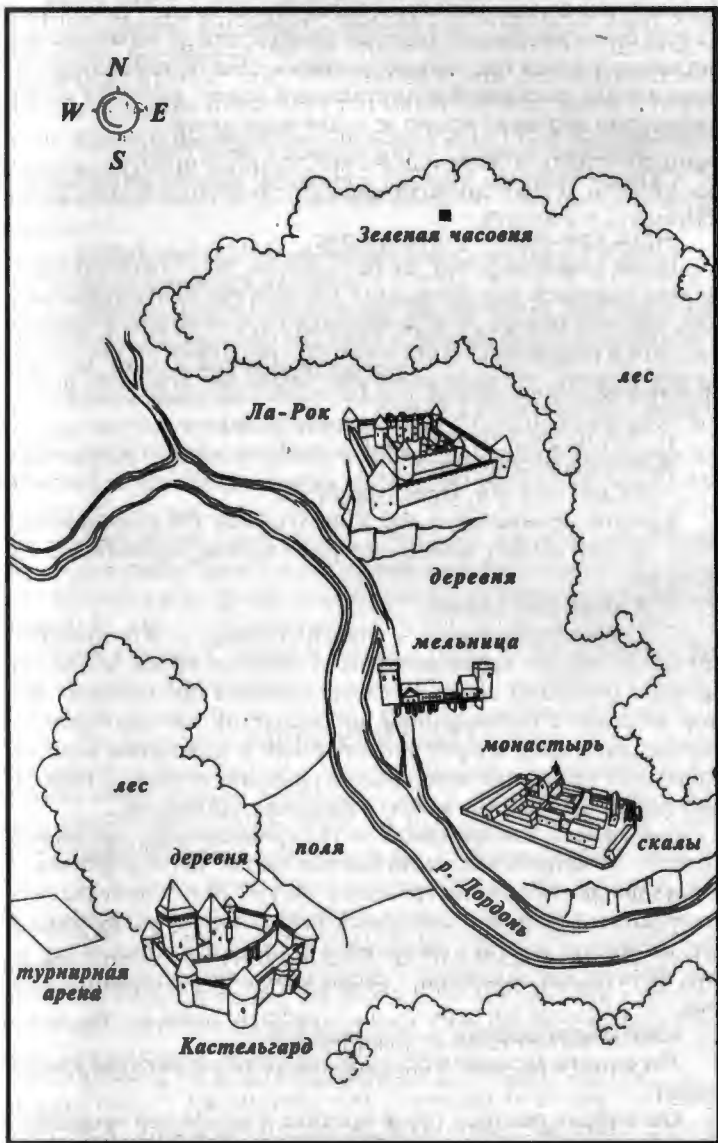 N
W E
S
Зеленая часовня
лес
Ла-Рок
деревня
мельница
монастырь
лес
скалы
поля
деревня
р. Дордонь
турнирная
арена
Кастельгард